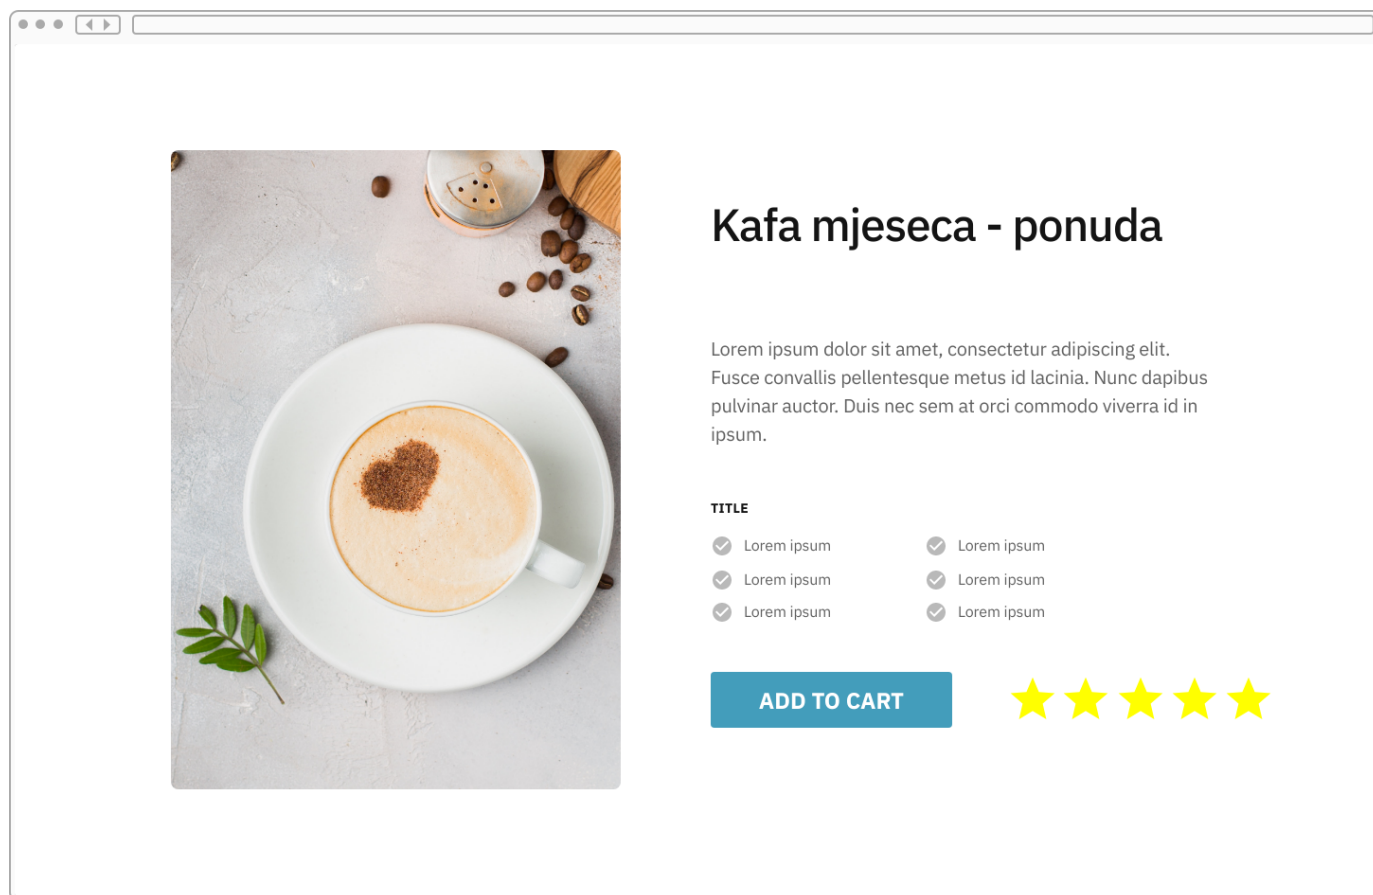 Kafa mjeseca - ponuda
Lorem ipsum dolor sit amet, consectetur adipiscing elit.
Fusce convallis pellentesque metus id lacinia. Nunc dapibus
pulvinar auctor. Duis nec sem at orci commodo viverra id in
ipsum.
TITLE
Lorem ipsum
Lorem ipsum
Lorem ipsum
Lorem ipsum
Lorem ipsum
Lorem ipsum
ADD TO CART